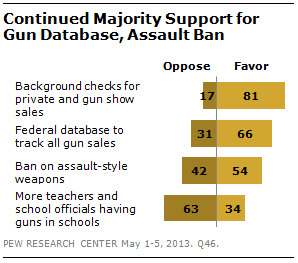 Continued Majority Support for
Gun Database, Assault Ban
Oppose Favor
Background checks for
private and gun show
sales
17 81
Federal database to
track all gun sales
31 66
Ban on assault-style
weapons
42 54
More teachers and
school officials having
guns in schools
63 34
PEW RESEARCH CENTER May 1-5, 2013. Q46.